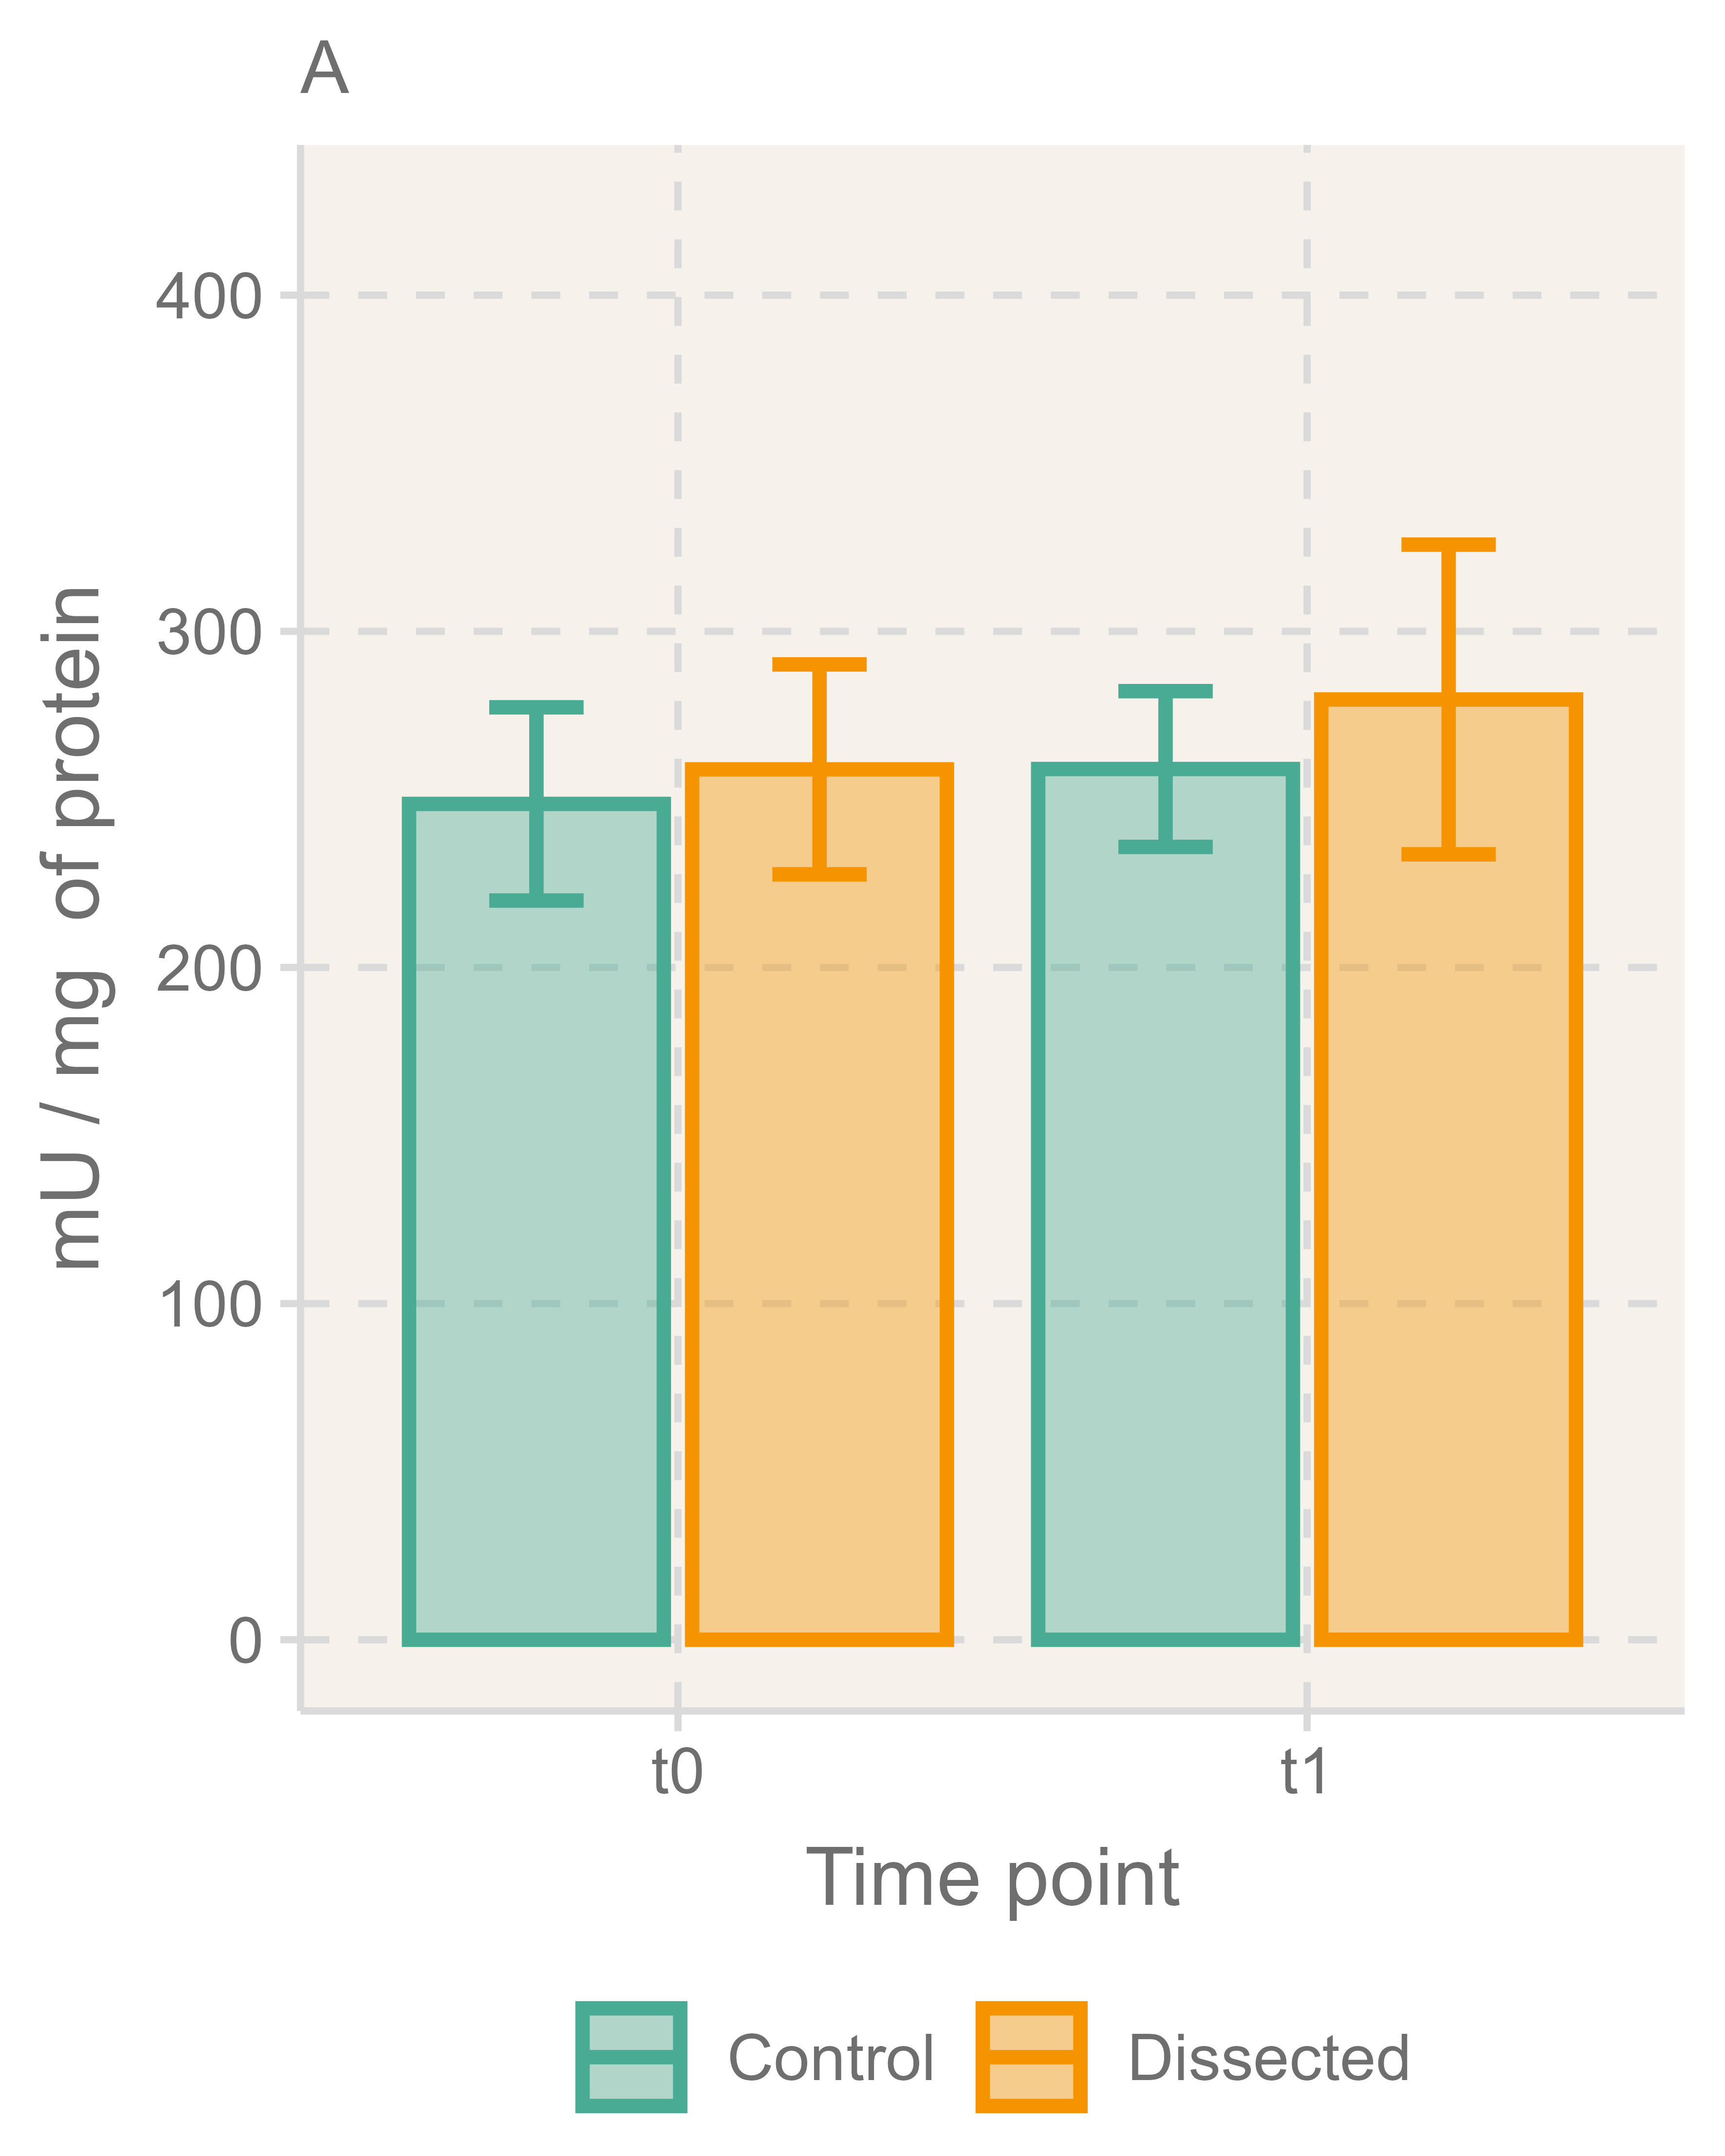 A
mU / mg of protein
400
300
200
100
0
t0 t1
Time point
Control Dissected